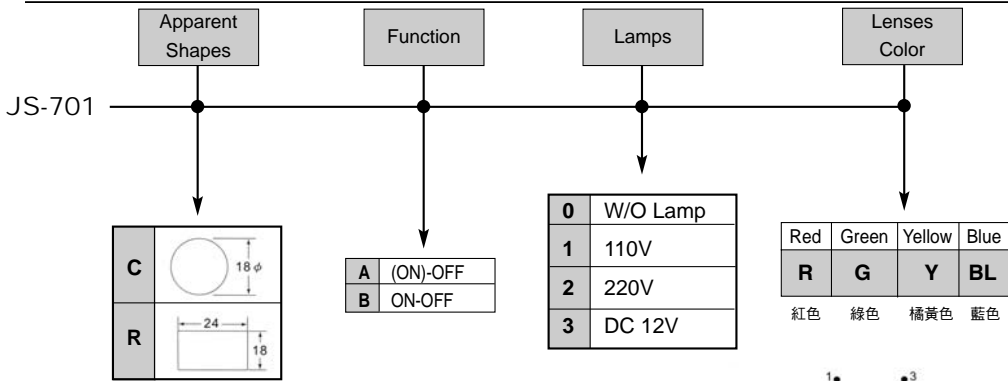 Apparent
Shapes
Function
Lamps
Lenses
Color
JS-701
C 18ϕ
R 24 18
A (ON)-OFF
B ON-OFF
0 W/O Lamp
1 110V
2 220V
3 DC 12V
Red Green Yellow Blue
R G Y BL
紅色 綠色 橘黃色 藍色
1 3